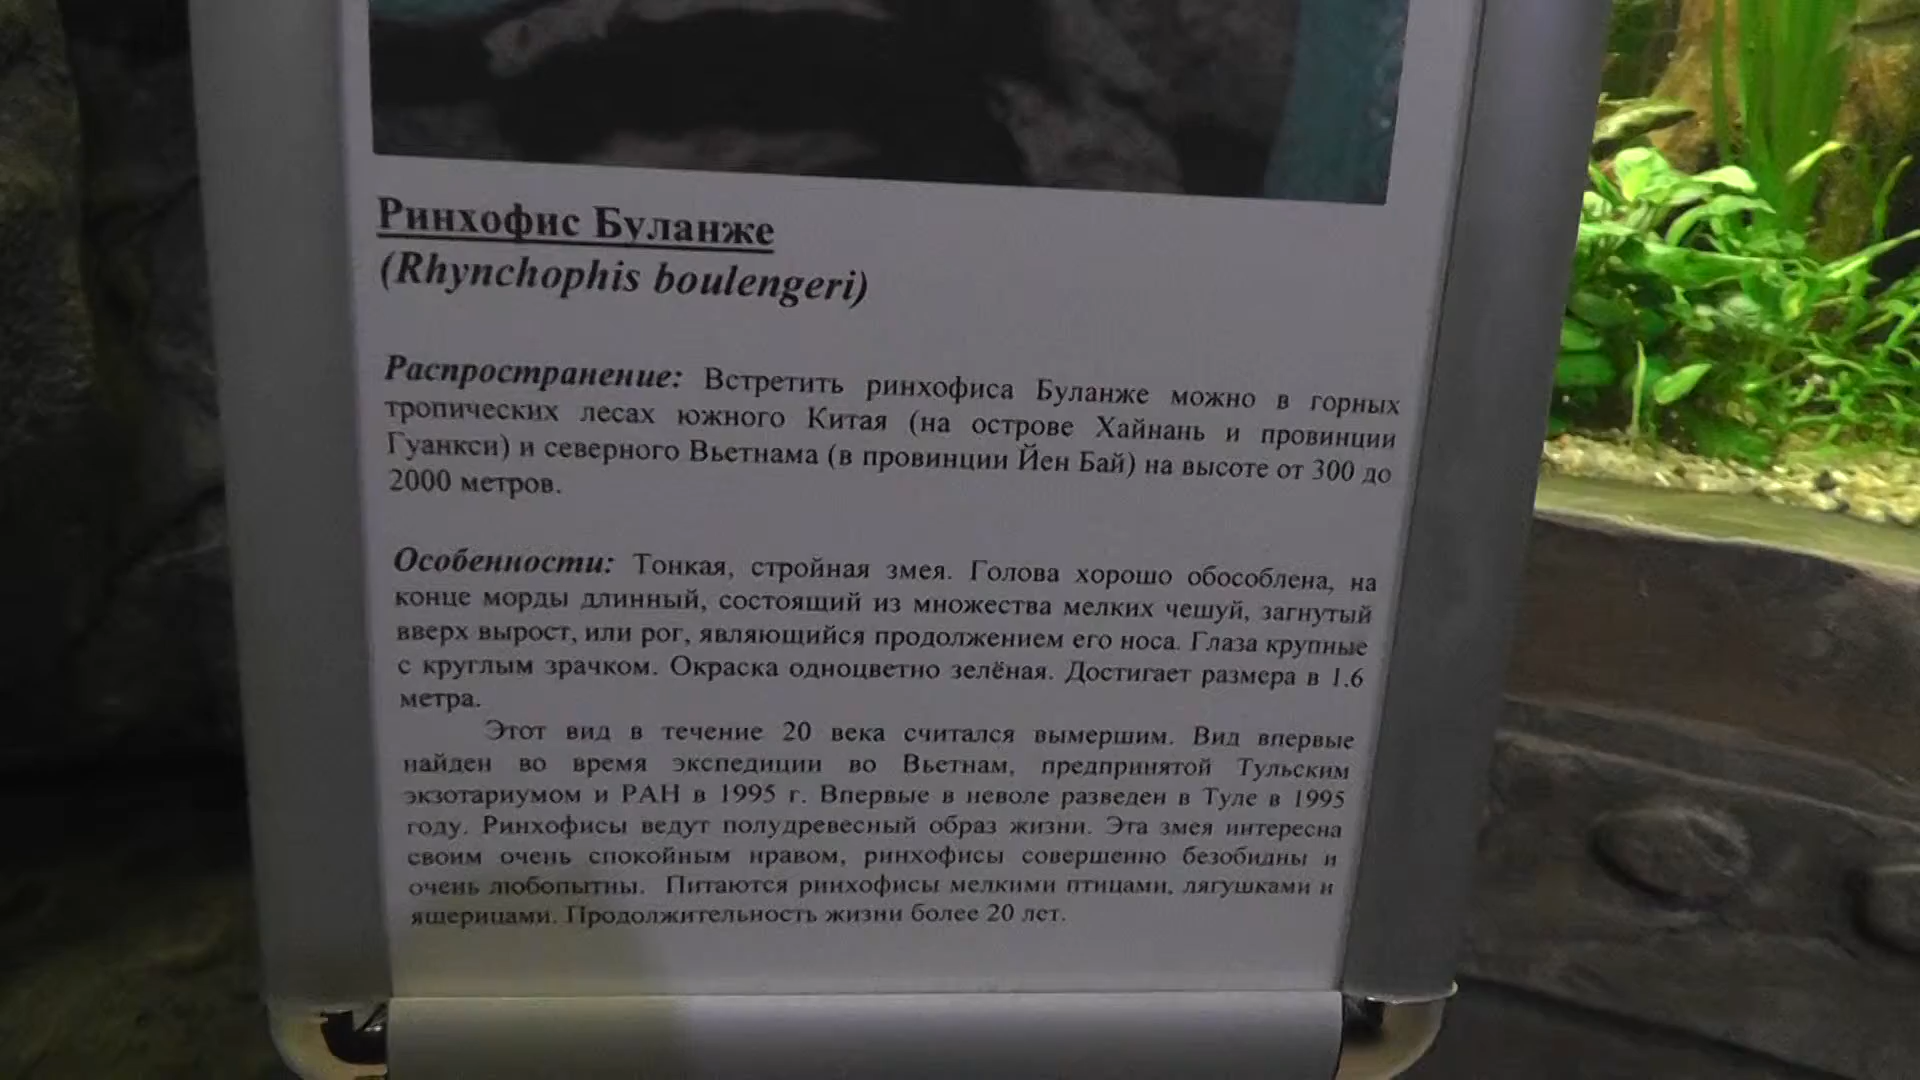 Ринхофис Буланже
(Rhynchophis boulengeri)
Распространение: Встретить ринхофиса Буланже можно в горных
тропических лесах южного Китая (на острове Хайнань и провинции
Гуанкси) и северного Вьетнама (в провинции Йен Бай) на высоте от 300 до
2000 метров.
Особенности: Тонкая, стройная змея. Голова хорошо обособлена, на
конце морды длинный, состоящий из множества мелких чешуй, загнутый
вверх вырост, или рог, являющийся продолжением его носа. Глаза крупные
с круглым зрачком. Окраска одноцветно зелёная. Достигает размера в 1.6
метра.
Этот вид в течение 20 века считался вымершим. Вид впервые
найден во время экспедиции во Вьетнам, предпринятой Тульским
экзотариумом и РАН в 1995 г. Впервые в неволе разведен в Туле в 1995
году. Ринхофисы ведут полудревесный образ жизни. Эта змея интересна
своим очень спокойным нравом, ринхофисы совершенно безобидны и
очень любопытны. Питаются ринхофисы мелкими птицами, лягушками и
ящерицами. Продолжительность жизни более 20 лет.